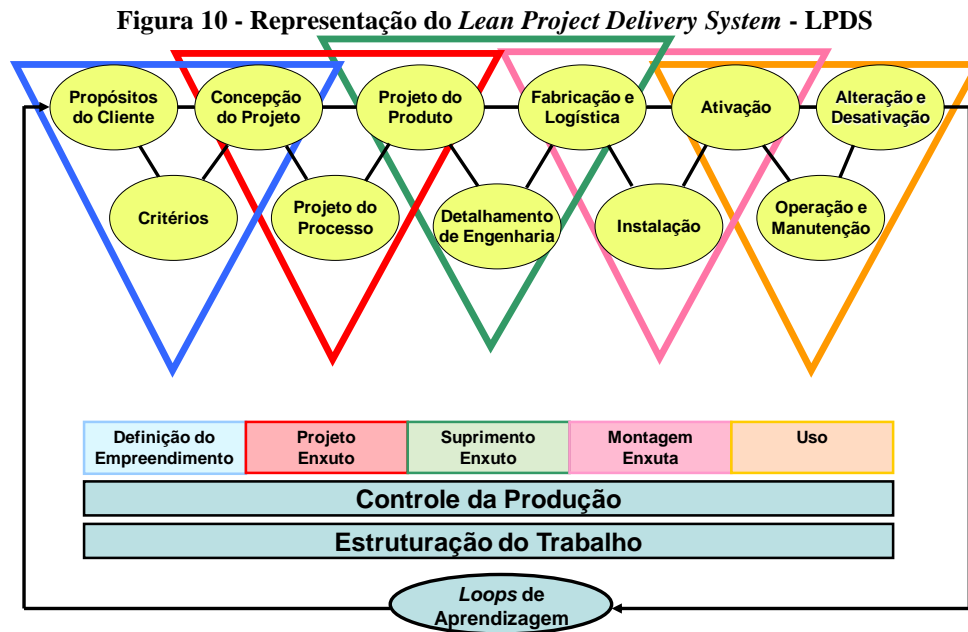 Figura 10 - Representação do Lean Project Delivery System - LPDS
Propósitos
do Cliente
Concepção
do Projeto
Projeto do
Produto
Fabricação e
Logística
Ativação
Alteração e
Desativação
Critérios
Projeto do
Processo
Detalhamento
de Engenharia
Instalação
Operação e
Manutenção
Definição do
Empreendimento
Projeto
Enxuto
Suprimento
Enxuto
Montagem
Enxuta
Uso
Controle da Produção
Estruturação do Trabalho
Loops de
Aprendizagem